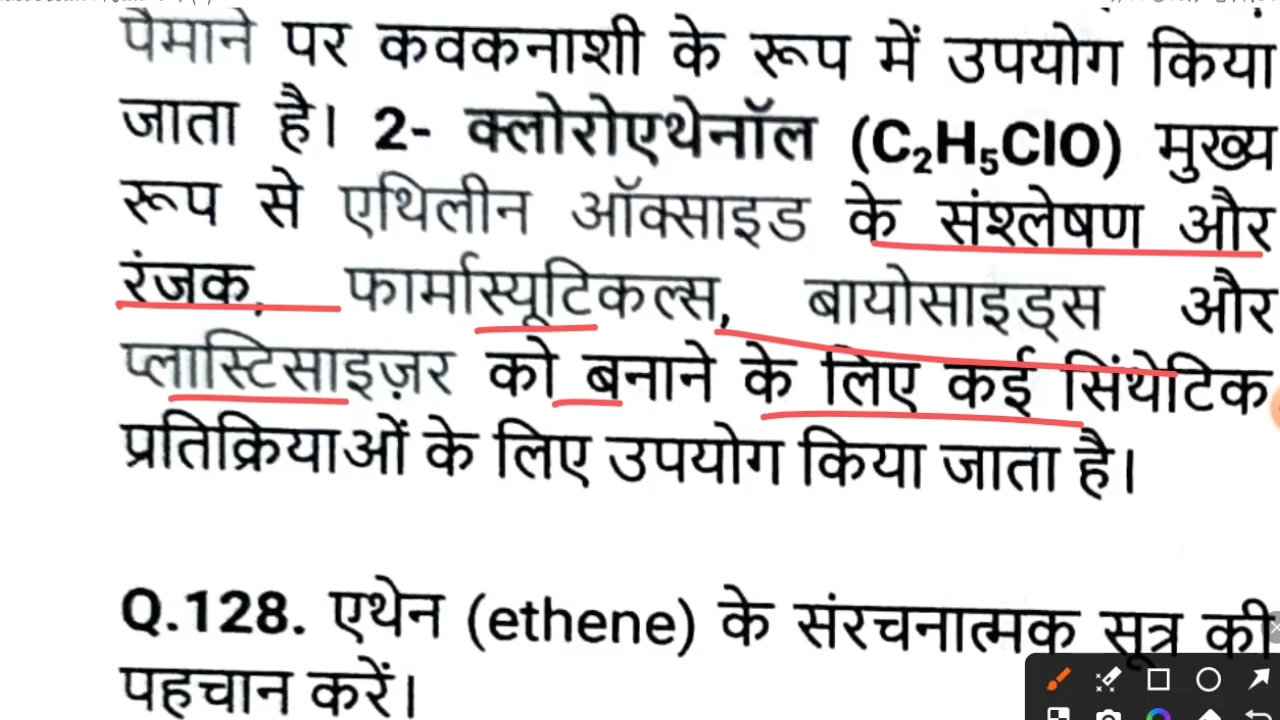 पैमाने पर कवकनाशी के रूप में उपयोग किया
जाता है। 2- क्लोरोएथेनॉल (C₂H₅ClO) मुख्य
रूप से एथिलीन ऑक्साइड के संश्लेषण और
रंजक, फार्मास्यूटिकल्स, बायोसाइड्स और
प्लास्टिसाइज़र को बनाने के लिए कई सिंथेटिक
प्रतिक्रियाओं के लिए उपयोग किया जाता है।
Q.128. एथेन (ethene) के संरचनात्मक सूत्र की
पहचान करें।